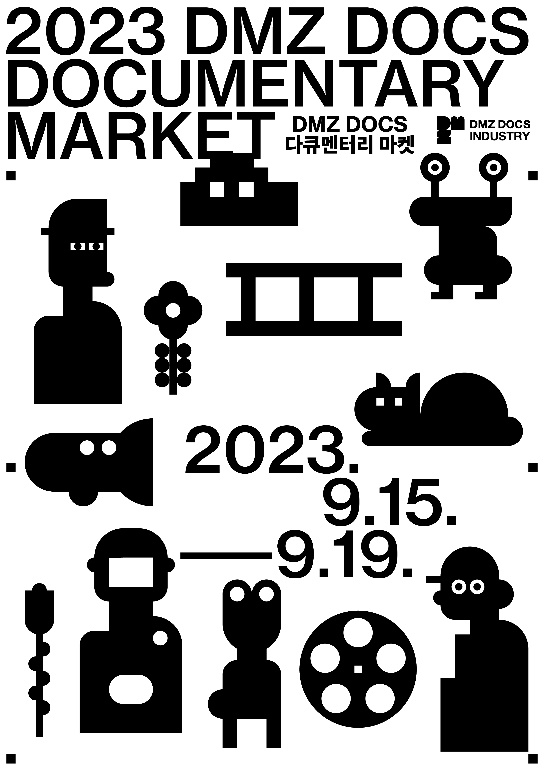 2023 DMZ DOCS
DOCUMENTARY
MARKET
DMZ DOCS
다큐멘터리 마켓
DMZ DOCS
INDUSTRY
2023.
9.15.
—9.19.